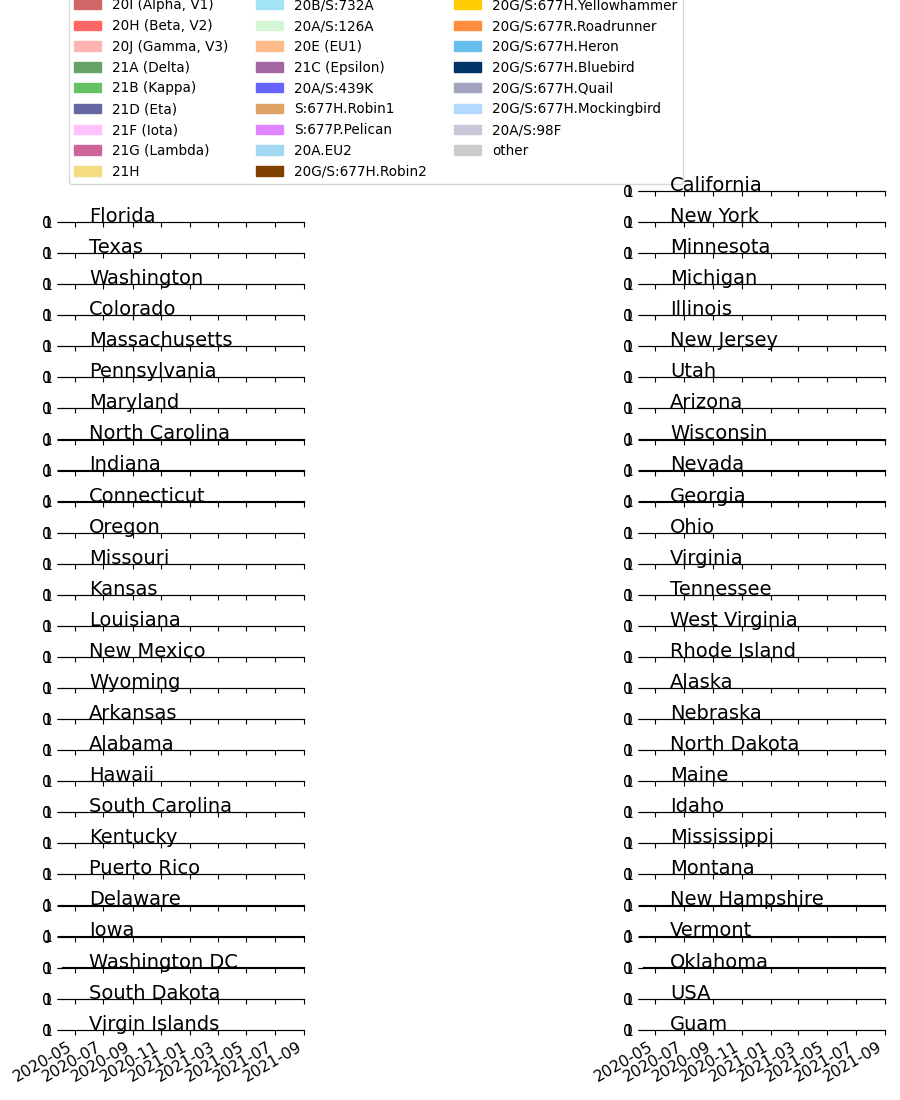 20I (Alpha, V1)
20H (Beta, V2)
20J (Gamma, V3)
21A (Delta)
21B (Kappa)
21D (Eta)
21F (Iota)
21G (Lambda)
21H
20B/S:732A
20A/S:126A
20E (EU1)
21C (Epsilon)
20A/S:439K
S:677H.Robin1
S:677P.Pelican
20A.EU2
20G/S:677H.Robin2
20G/S:677H.Yellowhammer
20G/S:677R.Roadrunner
20G/S:677H.Heron
20G/S:677H.Bluebird
20G/S:677H.Quail
20G/S:677H.Mockingbird
20A/S:98F
other
California
Florida
New York
Texas
Minnesota
Washington
Michigan
Colorado
Illinois
Massachusetts
New Jersey
Pennsylvania
Utah
Maryland
Arizona
North Carolina
Wisconsin
Indiana
Nevada
Connecticut
Georgia
Oregon
Ohio
Missouri
Virginia
Kansas
Tennessee
Louisiana
West Virginia
New Mexico
Rhode Island
Wyoming
Alaska
Arkansas
Nebraska
Alabama
North Dakota
Hawaii
Maine
South Carolina
Idaho
Kentucky
Mississippi
Puerto Rico
Montana
Delaware
New Hampshire
Iowa
Vermont
Washington DC
Oklahoma
South Dakota
USA
Virgin Islands
Guam
2020-05
2020-07
2020-09
2020-11
2021-01
2021-03
2021-05
2021-07
2021-09
2020-05
2020-07
2020-09
2020-11
2021-01
2021-03
2021-05
2021-07
2021-09